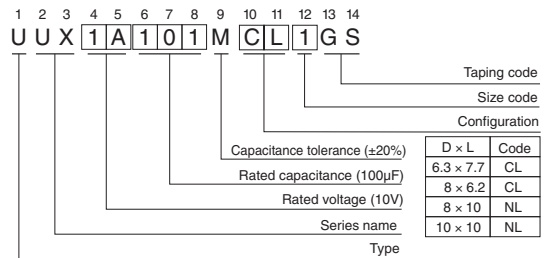 1 2 3 4 5 6 7 8 9 10 11 12 13 14
U U X 1 A 1 0 1 M C L 1 G S
Taping code
Size code
Configuration
Capacitance tolerance (±20%)
Rated capacitance (100µF)
Rated voltage (10V)
Series name
Type
D × L Code
6.3 × 7.7 CL
8 × 6.2 CL
8 × 10 NL
10 × 10 NL